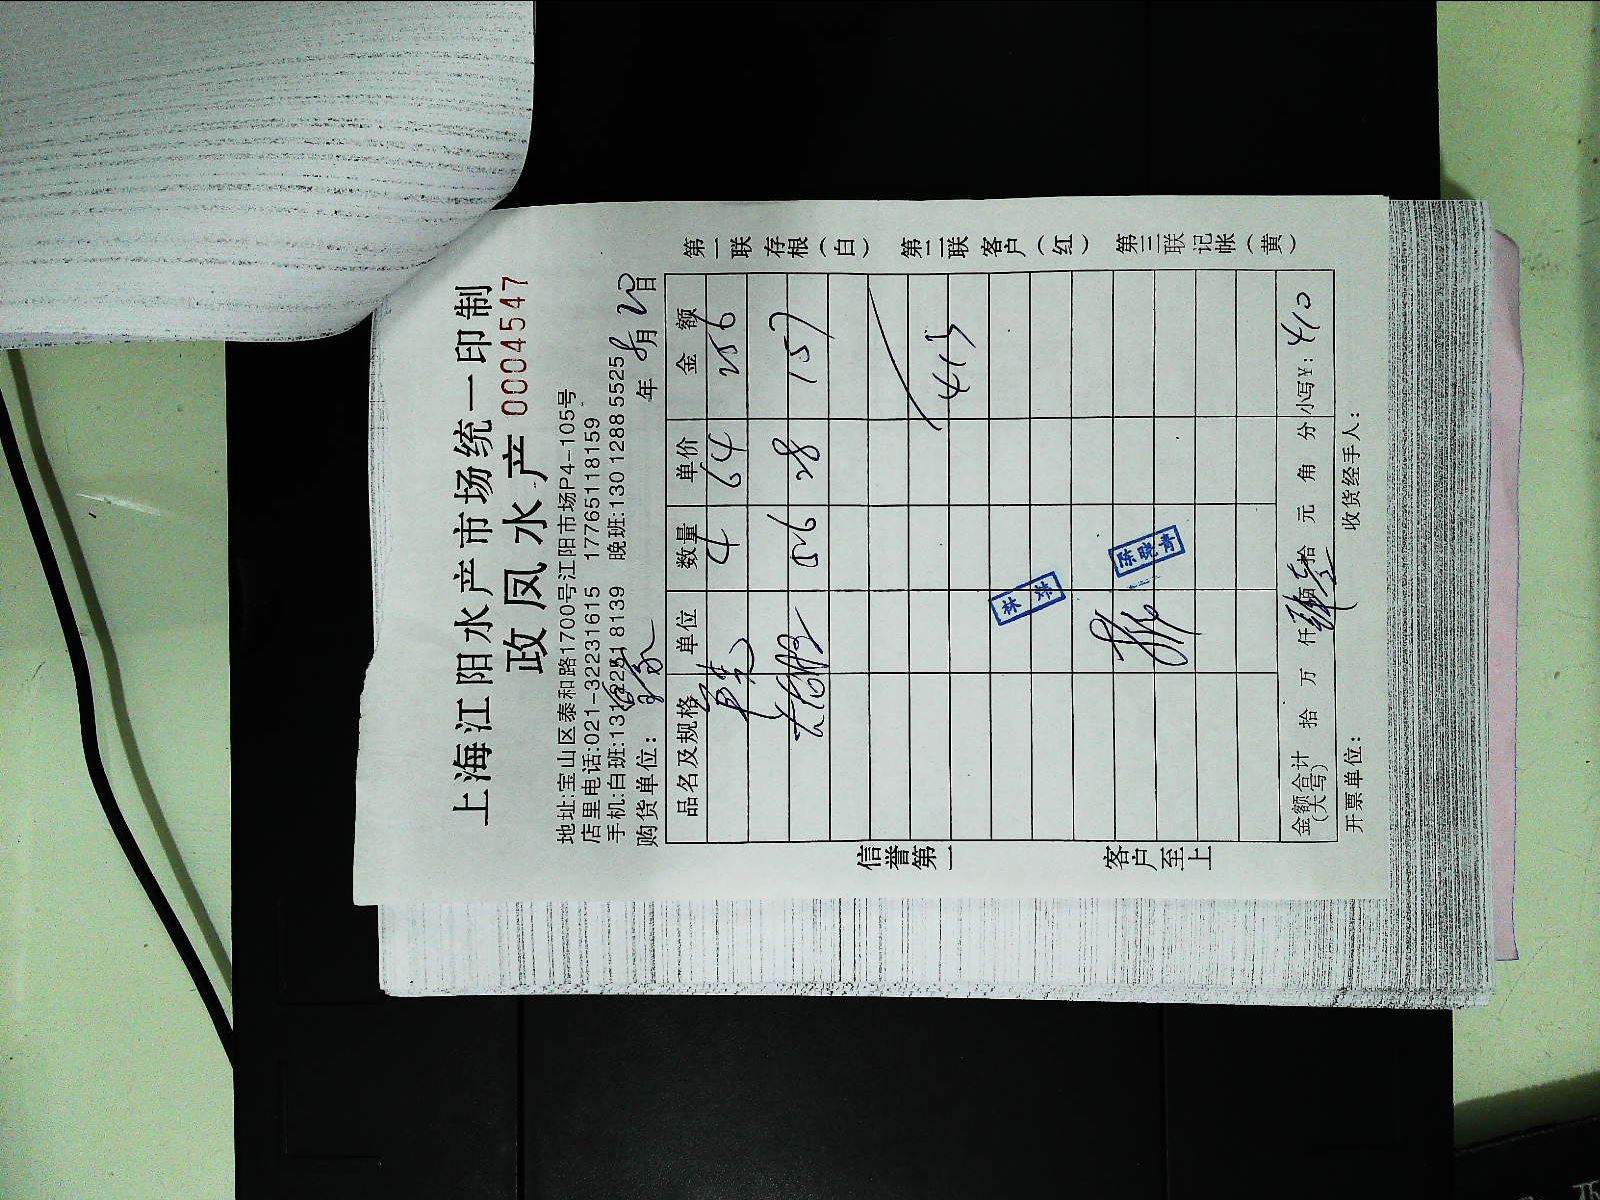 上海江阳水产市场统一印制
政凤水产 0004547
地址:宝山区泰和路1700号江阳市场P4-105号
店里电话:021-32231615 17765118159
手机:白班:131 2251 8139 晚班:130 1288 5525
购货单位: 年 8月 20日
品名及规格 单位 数量 单价 金额
4 64 256
56 28 157
413
林
陈晓青
金额合计(大写) 拾 万 仟 佰 拾 元 角 分 小写¥: 410
开票单位: 收货经手人:
第一联 存根(白) 第二联 客户(红) 第三联 记帐(黄)
信誉第一 客户至上